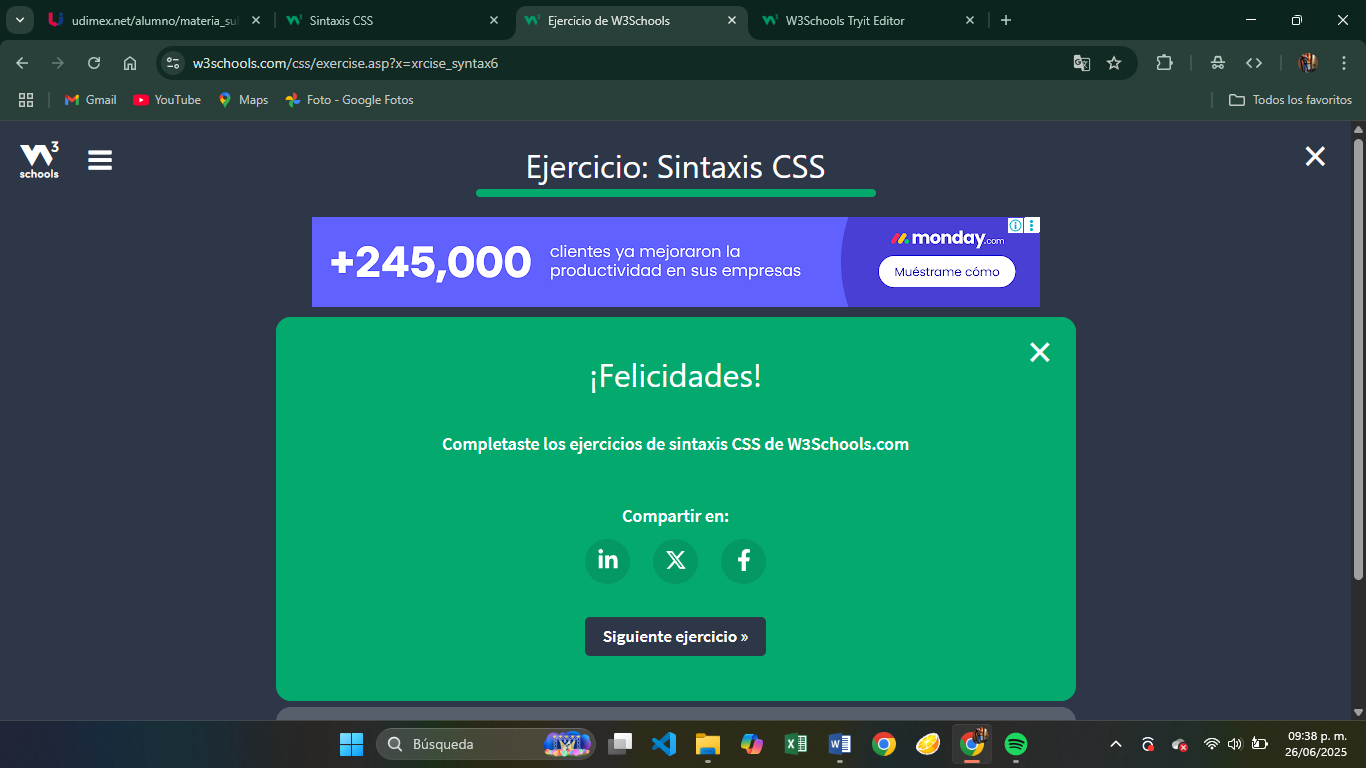 udimex.net/alumno/materia_su
Sintaxis CSS
Ejercicio de W3Schools
W3Schools Tryit Editor
w3schools.com/css/exercise.asp?x=xrcise_syntax6
Gmail
YouTube
Maps
Foto - Google Fotos
Todos los favoritos
3
schools
Ejercicio: Sintaxis CSS
+245,000
clientes ya mejoraron la
productividad en sus empresas
monday.com
Muéstrame cómo
¡Felicidades!
Completaste los ejercicios de sintaxis CSS de W3Schools.com
Compartir en:
in
X
f
Siguiente ejercicio »
Búsqueda
09:38 p. m.
26/06/2025